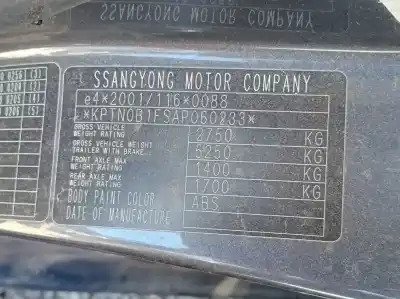 SSANGYONG MOTOR COMPANY
SSANGYONG MOTOR COMPANY
e4*2001/116*0088
*KPTN0B1FSAP060233*
GROSS VEHICLE
WEIGHT RATING 2750 KG
GROSS VEHICLE
TRAILER WITH BRAKE 5250 KG
FRONT AXLE MAX
WEIGHT RATING 1400 KG
REAR AXLE MAX
WEIGHT RATING 1700 KG
BODY PAINT COLOR ABS
DATE OF MANUFACTURE